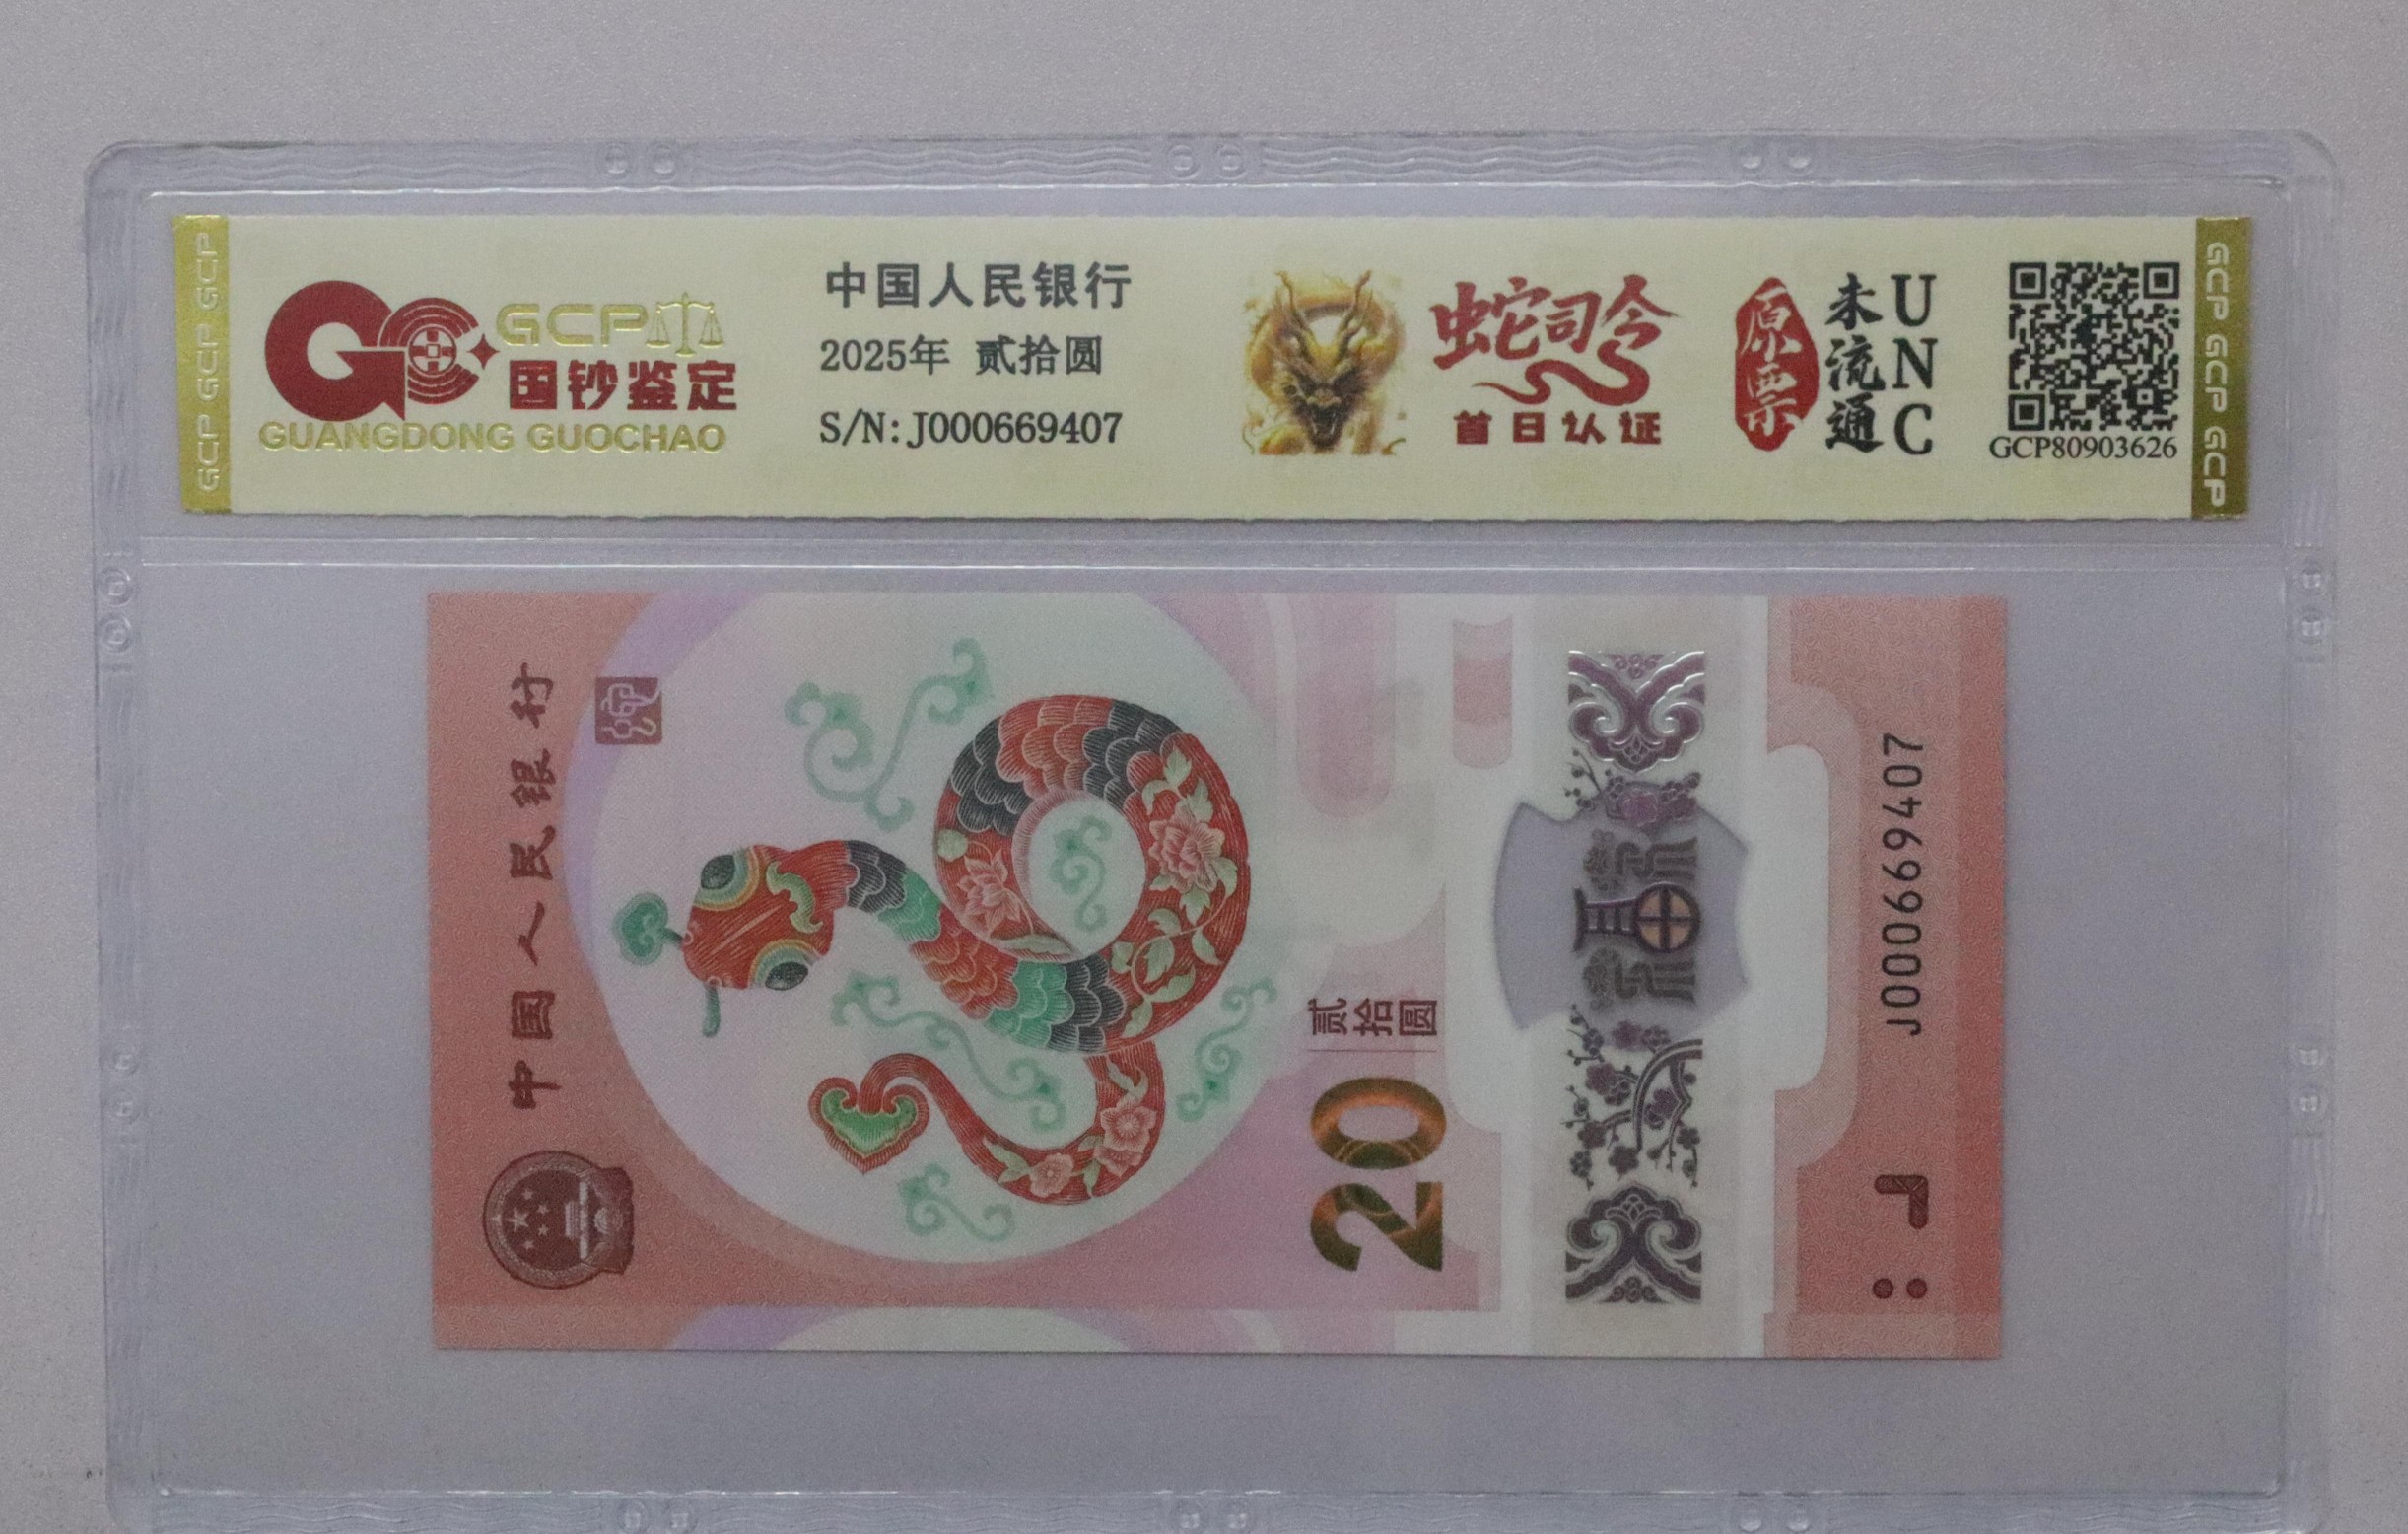 GCP GCP GCP
GCP
国钞鉴定
GUANGDONG GUOCHAO
中国人民银行
2025年 贰拾圆
S/N:J000669407
蛇司令
首日认证
原票
未流通
UNC
GCP80903626
GCP GCP GCP
中国人民银行
20
贰拾圆
J000669407